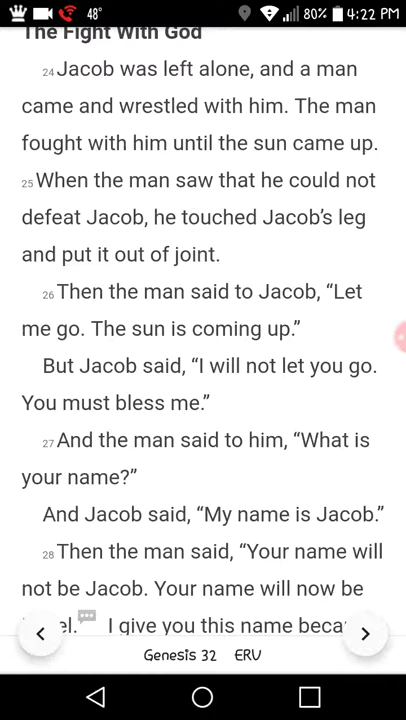 48° 80% 4:22 PM
The Fight With God
24 Jacob was left alone, and a man
came and wrestled with him. The man
fought with him until the sun came up.
25 When the man saw that he could not
defeat Jacob, he touched Jacob’s leg
and put it out of joint.
26 Then the man said to Jacob, “Let
me go. The sun is coming up.”
But Jacob said, “I will not let you go.
You must bless me.”
27 And the man said to him, “What is
your name?”
And Jacob said, “My name is Jacob.”
28 Then the man said, “Your name will
not be Jacob. Your name will now be
I give you this name
Genesis 32 ERU